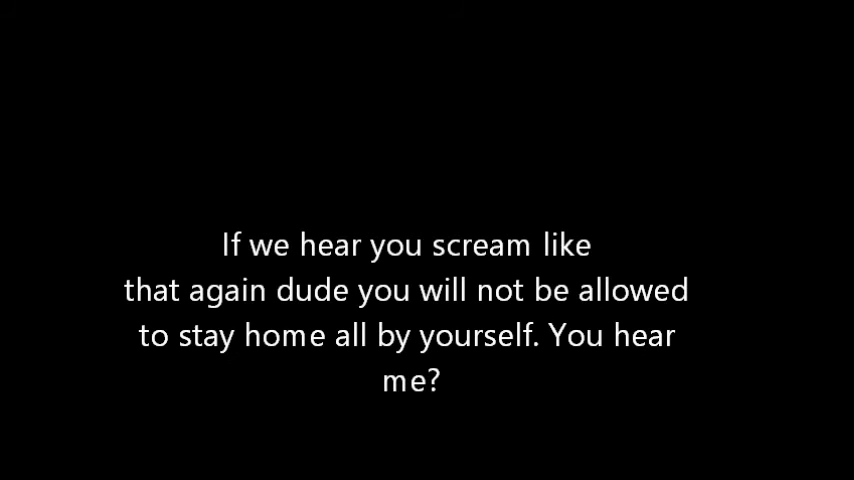 If we hear you scream like
that again dude you will not be allowed
to stay home all by yourself. You hear
me?